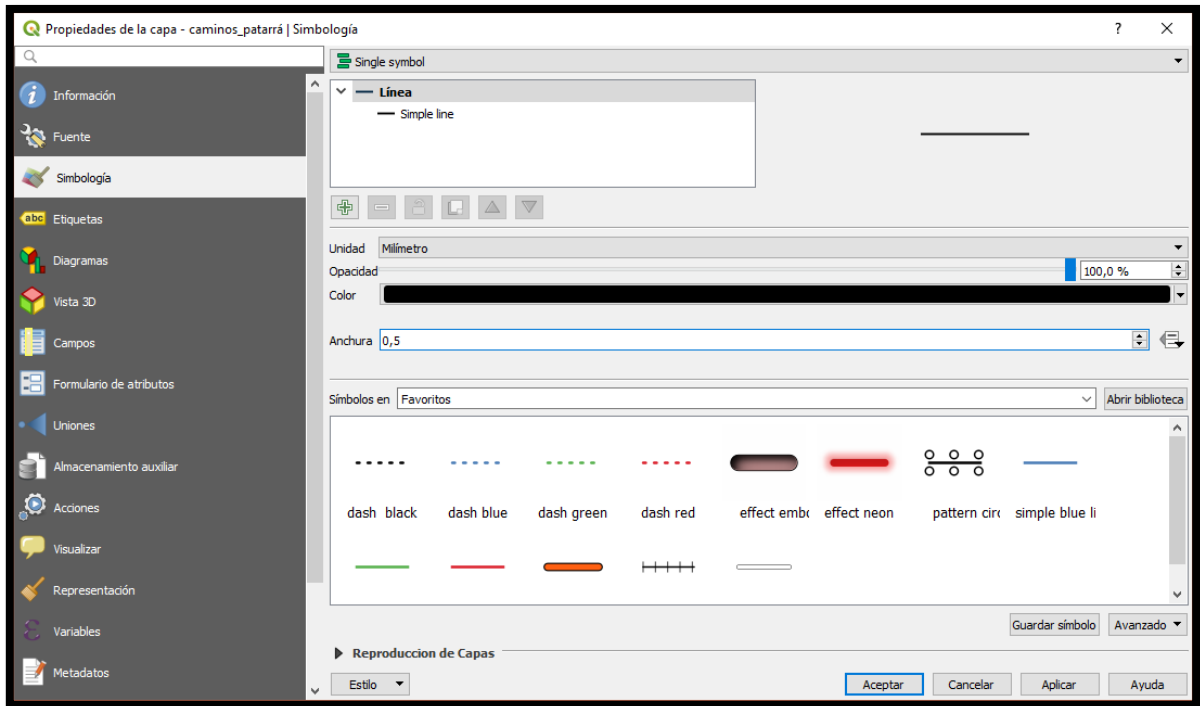 Propiedades de la capa - caminos_patarrá | Simbología
?
Información
Fuente
Simbología
abc Etiquetas
Diagramas
Vista 3D
Campos
Formulario de atributos
Uniones
Almacenamiento auxiliar
Acciones
Visualizar
Representación
Variables
Metadatos
Single symbol
Línea
Simple line
Unidad Milímetro
Opacidad 100,0 %
Color
Anchura 0,5
Símbolos en Favoritos Abrir biblioteca
dash black dash blue dash green dash red effect emb effect neon pattern circ simple blue li
Guardar símbolo Avanzado
Reproduccion de Capas
Estilo Aceptar Cancelar Aplicar Ayuda